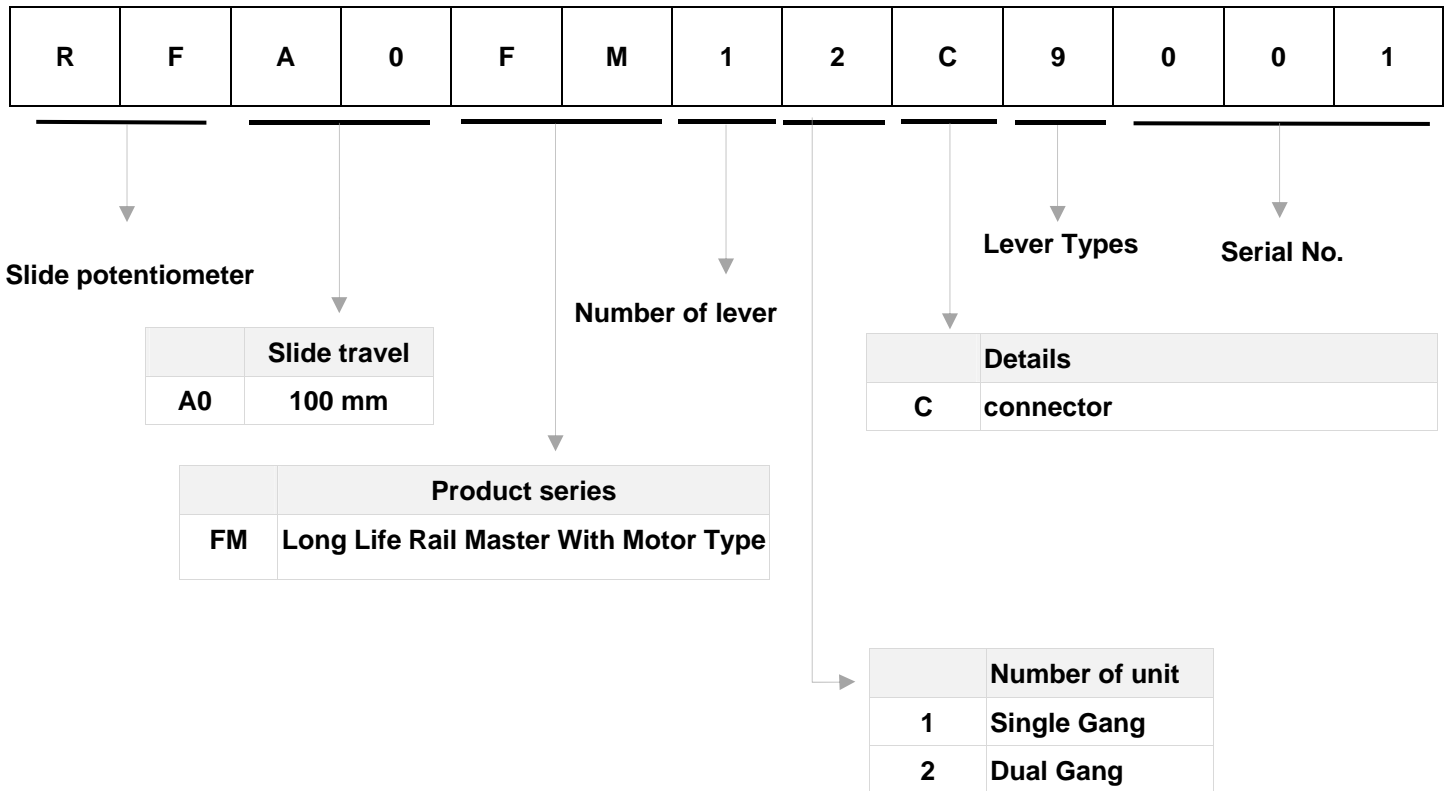 R F A 0 F M 1 2 C 9 0 0 1
Lever Types
Serial No.
Slide potentiometer
Number of lever
Slide travel
A0 100 mm
Details
C connector
Product series
FM Long Life Rail Master With Motor Type
Number of unit
1 Single Gang
2 Dual Gang